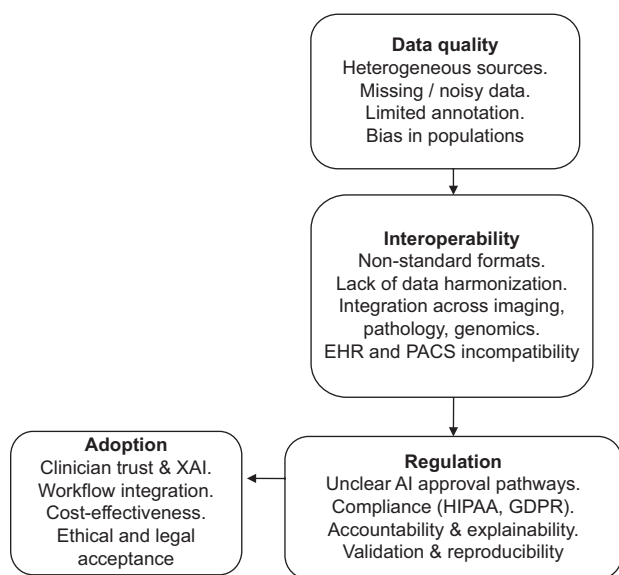 Data quality
Heterogeneous sources.
Missing / noisy data.
Limited annotation.
Bias in populations
Interoperability
Non-standard formats.
Lack of data harmonization.
Integration across imaging,
pathology, genomics.
EHR and PACS incompatibility
Adoption
Clinician trust & XAI.
Workflow integration.
Cost-effectiveness.
Ethical and legal
acceptance
Regulation
Unclear AI approval pathways.
Compliance (HIPAA, GDPR).
Accountability & explainability.
Validation & reproducibility